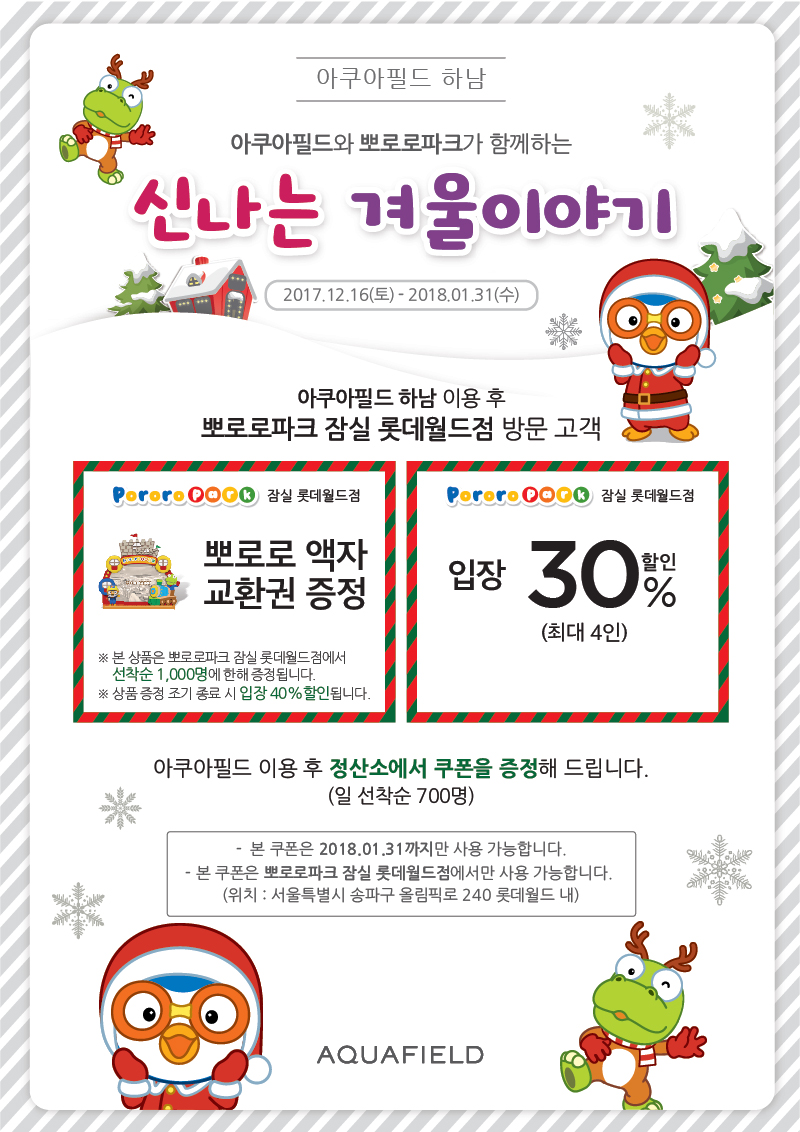 아쿠아필드 하남
아쿠아필드와 뽀로로파크가 함께하는
신나는 겨울이야기
2017.12.16(토) - 2018.01.31(수)
아쿠아필드 하남 이용 후
뽀로로파크 잠실 롯데월드점 방문 고객
Pororo Park 잠실 롯데월드점
뽀로로 액자
교환권 증정
※ 본 상품은 뽀로로파크 잠실 롯데월드점에서
선착순 1,000명에 한해 증정됩니다.
※ 상품 증정 조기 종료 시 입장 40%할인됩니다.
Pororo Park 잠실 롯데월드점
입장 30% 할인
(최대 4인)
아쿠아필드 이용 후 정산소에서 쿠폰을 증정해 드립니다.
(일 선착순 700명)
- 본 쿠폰은 2018.01.31까지만 사용 가능합니다.
- 본 쿠폰은 뽀로로파크 잠실 롯데월드점에서만 사용 가능합니다.
(위치 : 서울특별시 송파구 올림픽로 240 롯데월드 내)
AQUAFIELD